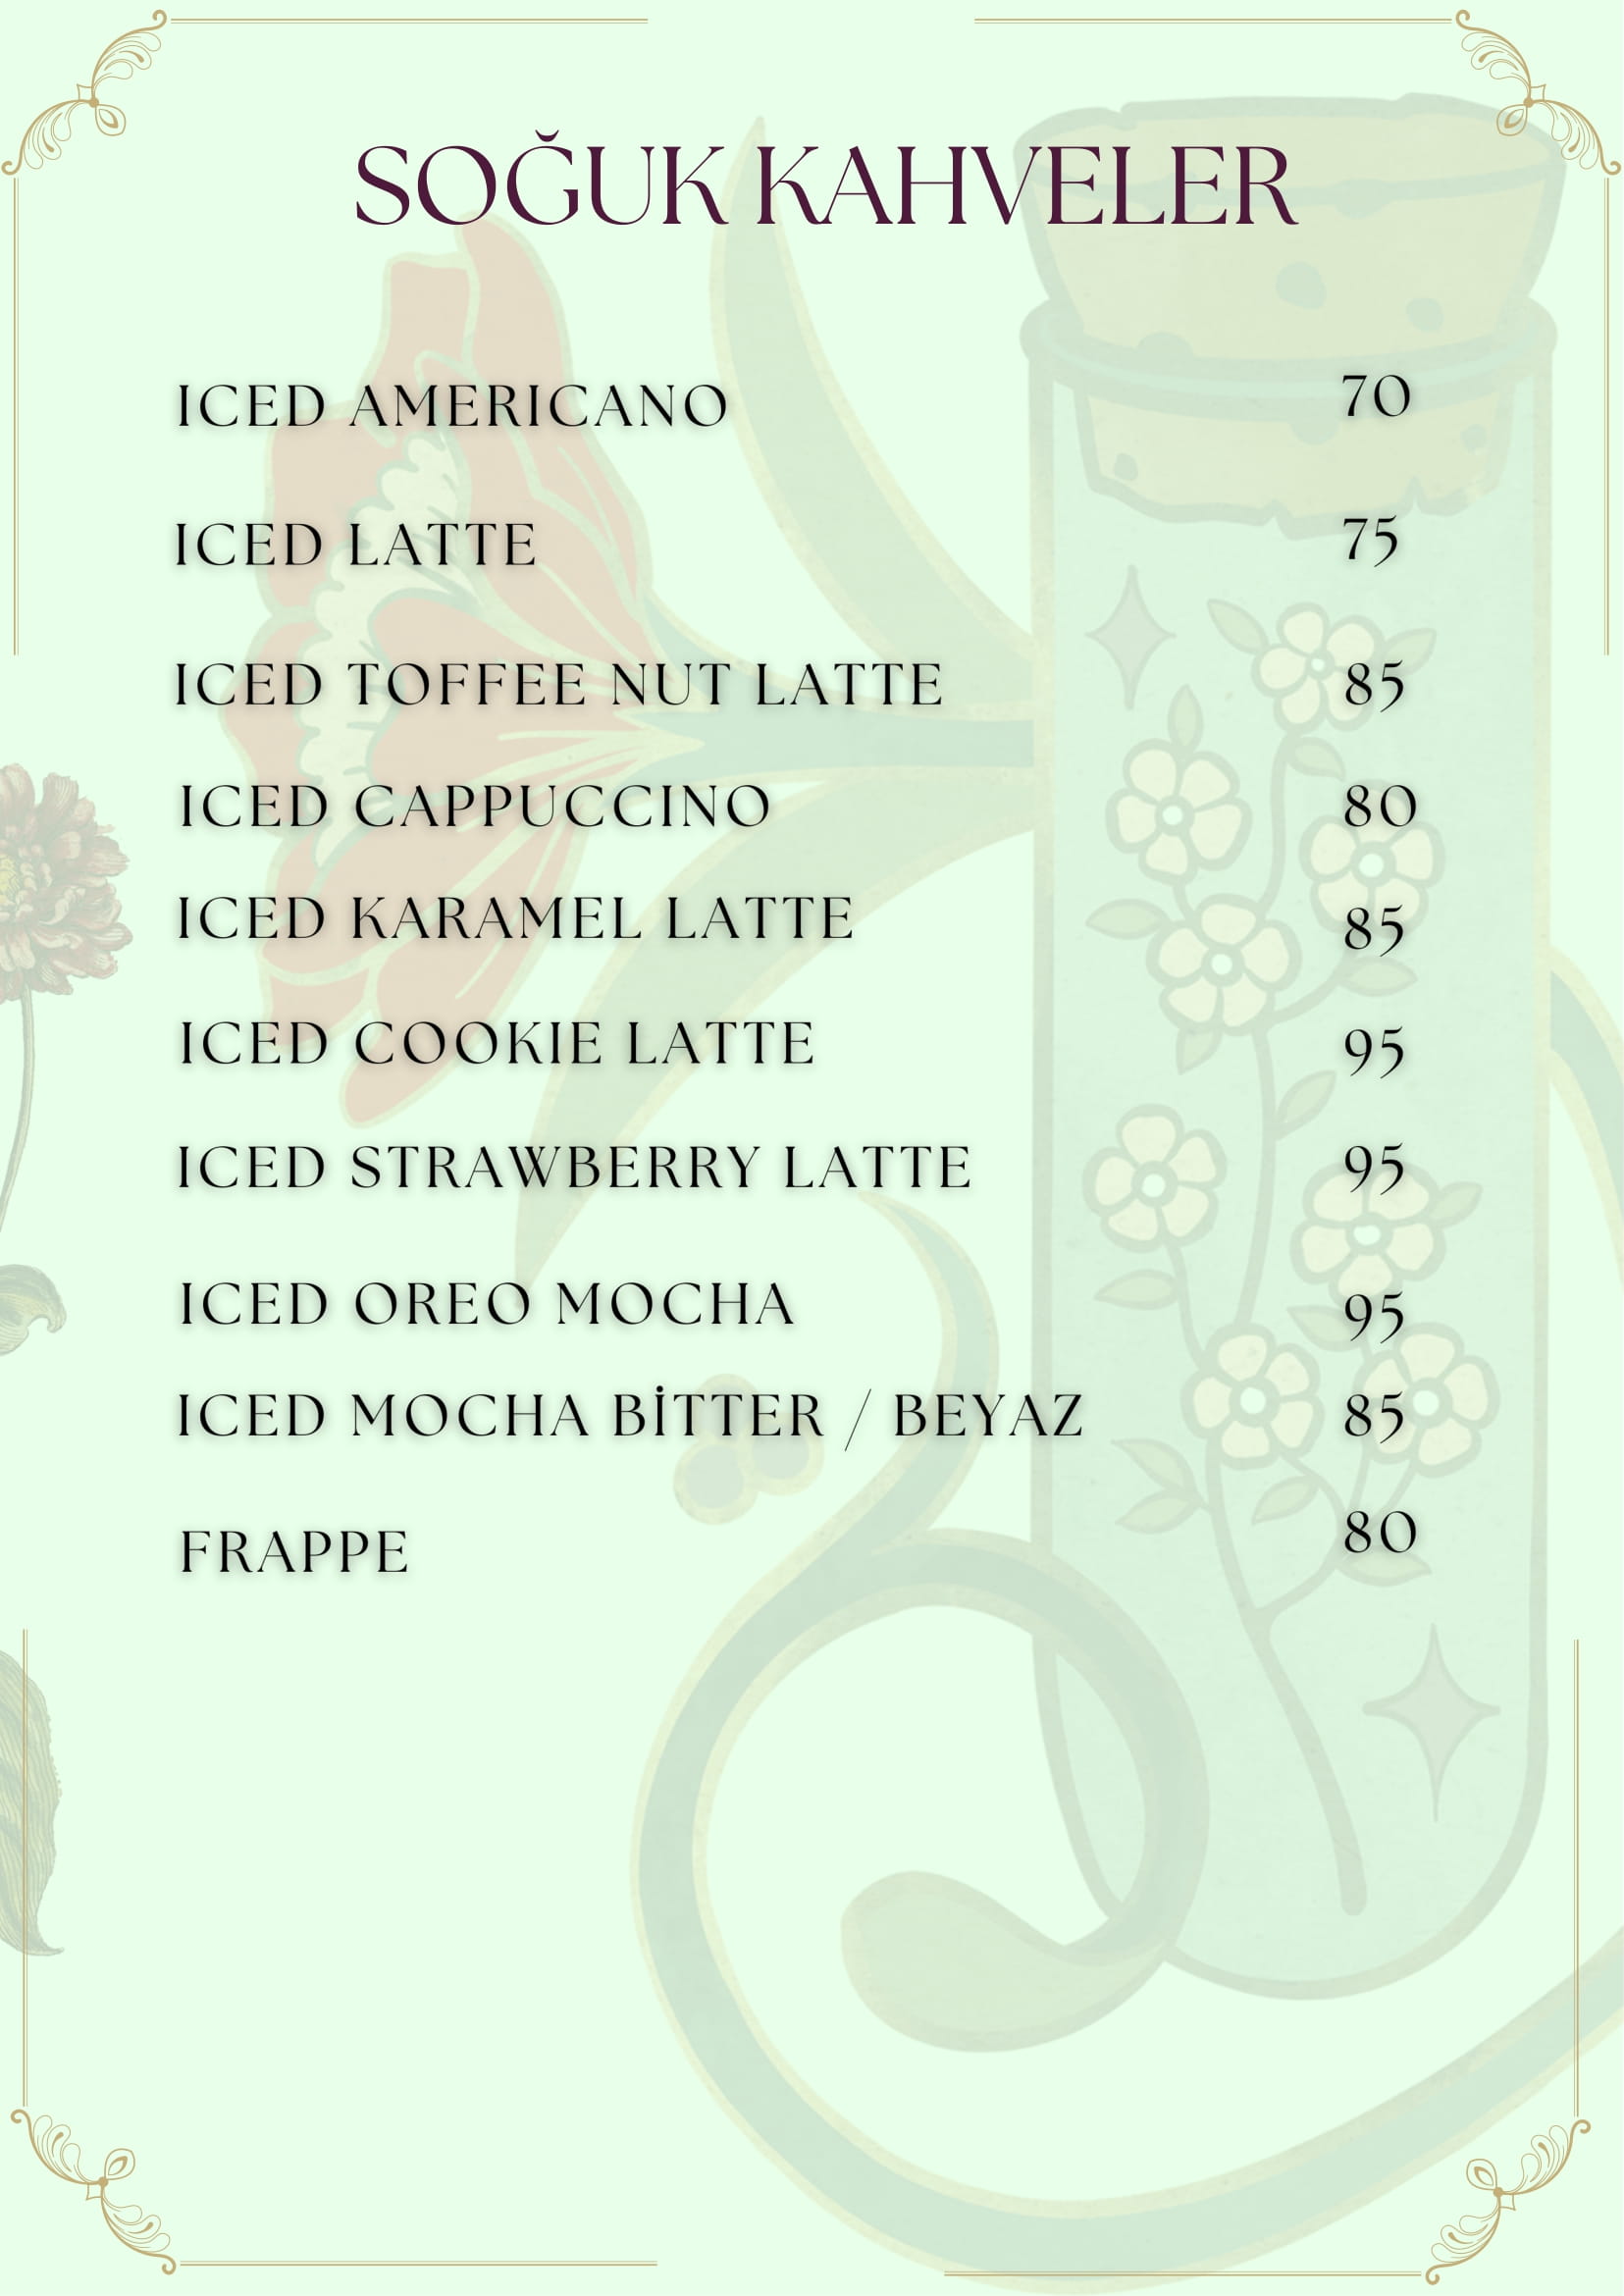 SOĞUK KAHVELER
ICED AMERICANO 70
ICED LATTE 75
ICED TOFFEE NUT LATTE 85
ICED CAPPUCCINO 80
ICED KARAMEL LATTE 85
ICED COOKIE LATTE 95
ICED STRAWBERRY LATTE 95
ICED OREO MOCHA 95
ICED MOCHA BİTTER / BEYAZ 85
FRAPPE 80